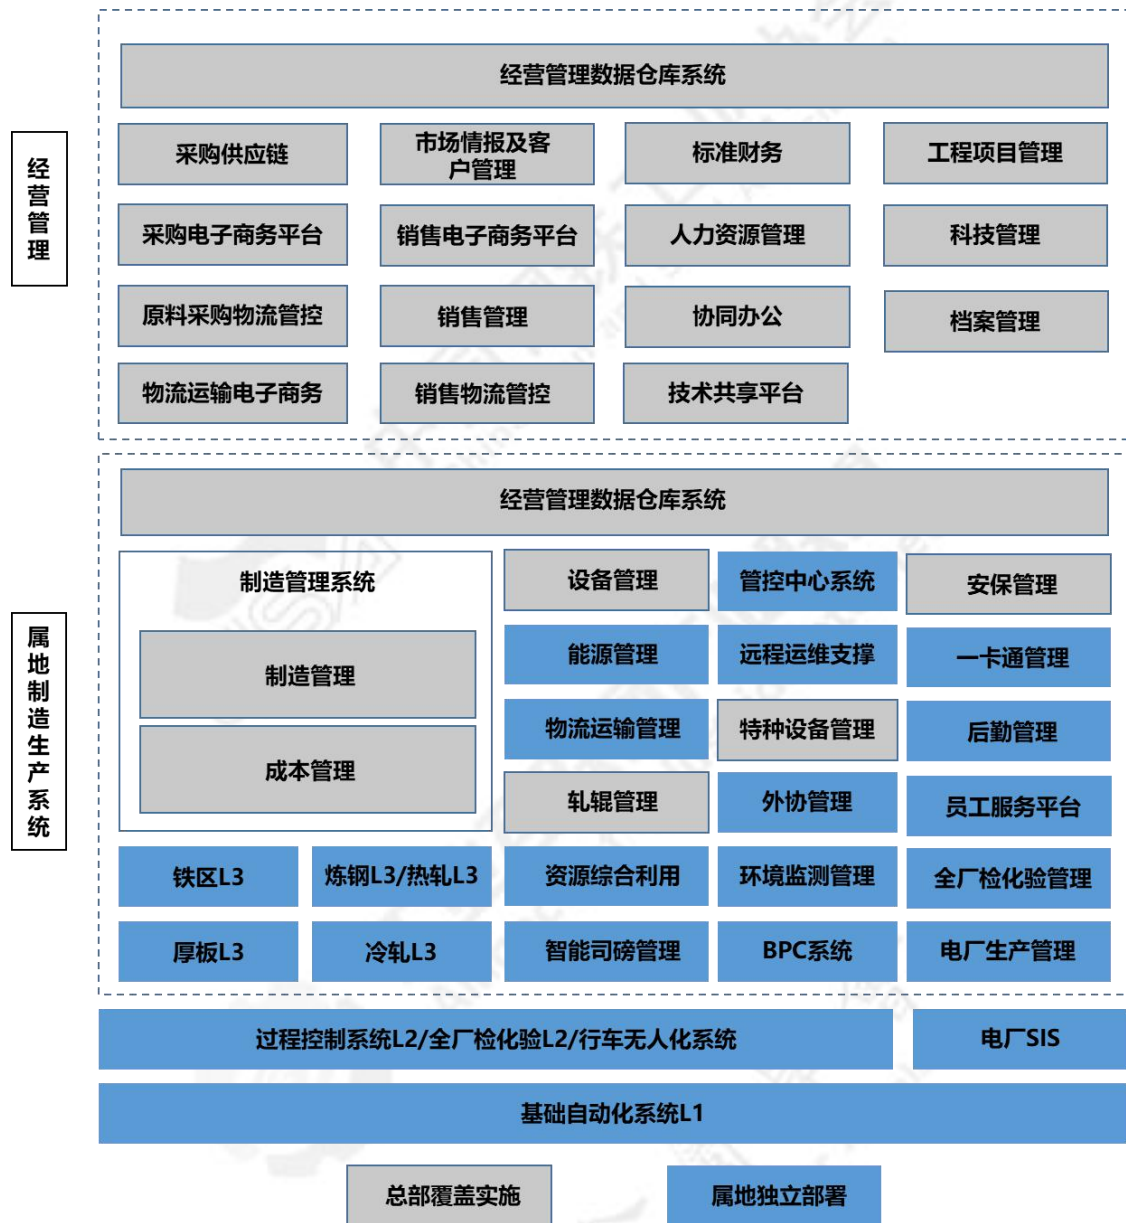 经营管理数据仓库系统
经营管理
采购供应链
市场情报及客户管理
标准财务
工程项目管理
采购电子商务平台
销售电子商务平台
人力资源管理
科技管理
原料采购物流管控
销售管理
协同办公
档案管理
物流运输电子商务
销售物流管控
技术共享平台
经营管理数据仓库系统
属地制造生产系统
制造管理系统
设备管理
管控中心系统
安保管理
制造管理
能源管理
远程运维支撑
一卡通管理
成本管理
物流运输管理
特种设备管理
后勤管理
轧辊管理
外协管理
员工服务平台
铁区L3
炼钢L3/热轧L3
资源综合利用
环境监测管理
全厂检化验管理
厚板L3
冷轧L3
智能司磅管理
BPC系统
电厂生产管理
过程控制系统L2/全厂检化验L2/行车无人化系统
电厂SIS
基础自动化系统L1
总部覆盖实施
属地独立部署